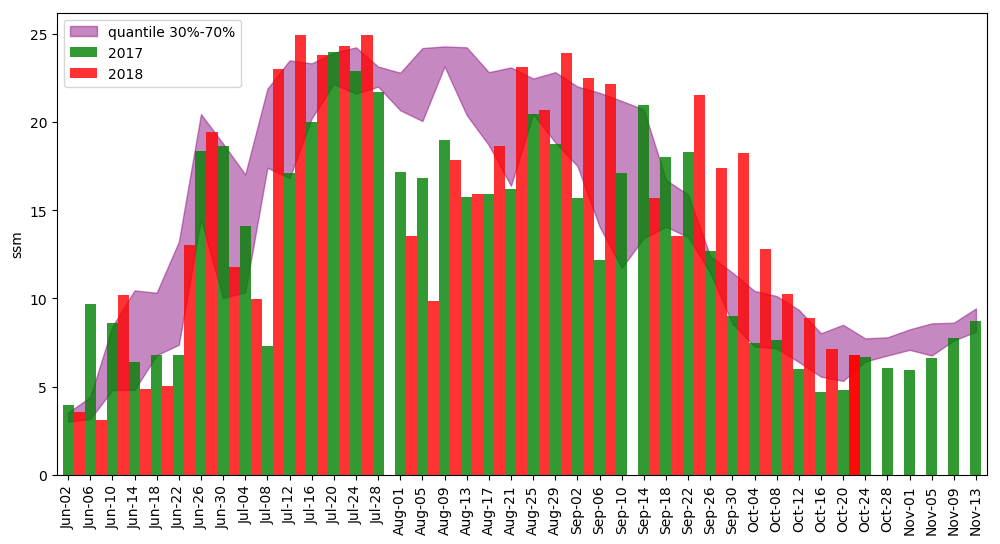 quantile 30%-70%
2017
2018
ssm
25
20
15
10
5
0
Jun-02
Jun-06
Jun-10
Jun-14
Jun-18
Jun-22
Jun-26
Jun-30
Jul-04
Jul-08
Jul-12
Jul-16
Jul-20
Jul-24
Jul-28
Aug-01
Aug-05
Aug-09
Aug-13
Aug-17
Aug-21
Aug-25
Aug-29
Sep-02
Sep-06
Sep-10
Sep-14
Sep-18
Sep-22
Sep-26
Sep-30
Oct-04
Oct-08
Oct-12
Oct-16
Oct-20
Oct-24
Oct-28
Nov-01
Nov-05
Nov-09
Nov-13